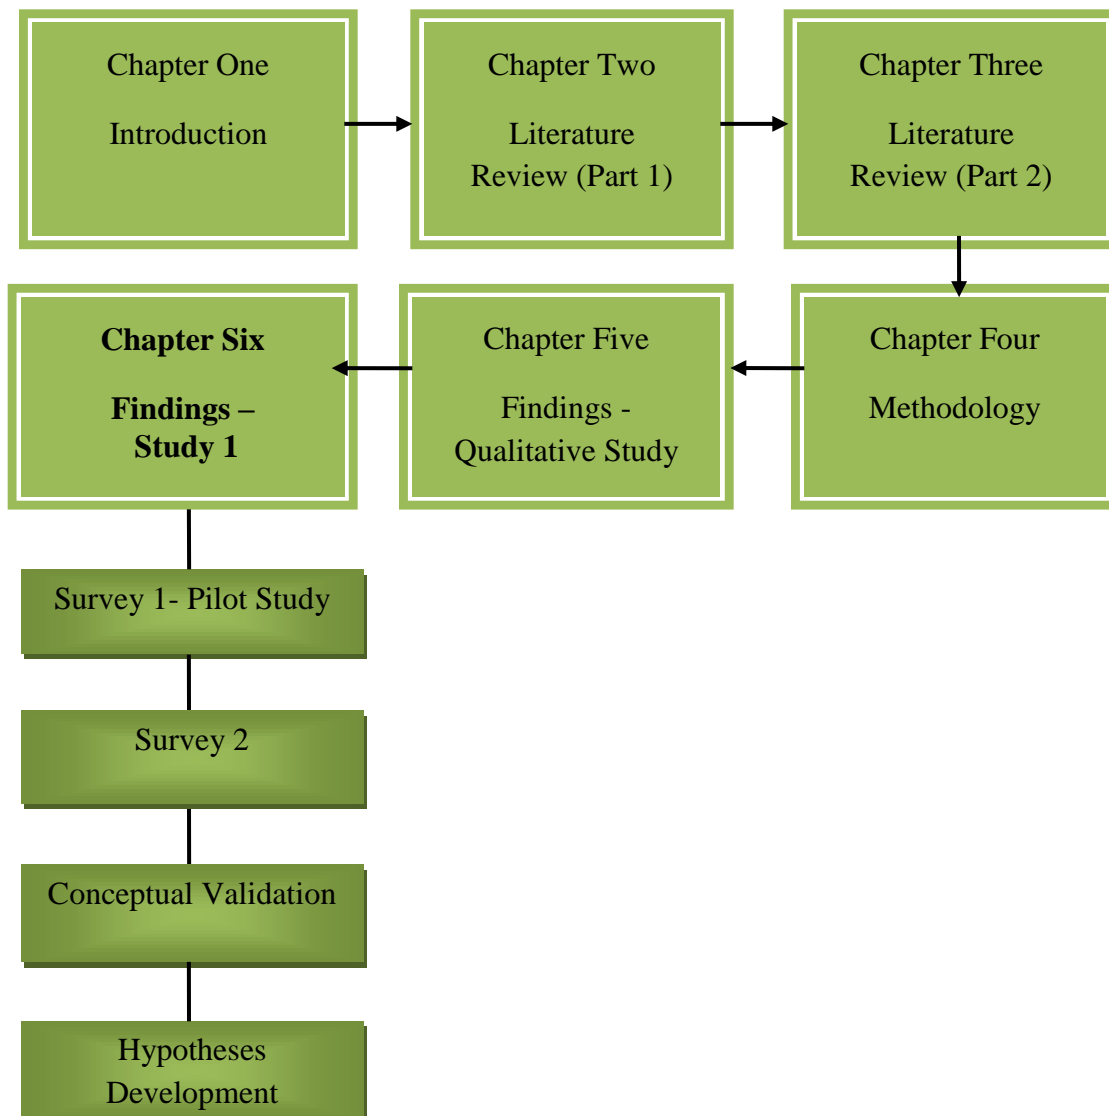 Chapter One
Introduction
Chapter Two
Literature
Review (Part 1)
Chapter Three
Literature
Review (Part 2)
Chapter Four
Methodology
Chapter Five
Findings -
Qualitative Study
Chapter Six
Findings –
Study 1
Survey 1- Pilot Study
Survey 2
Conceptual Validation
Hypotheses
Development